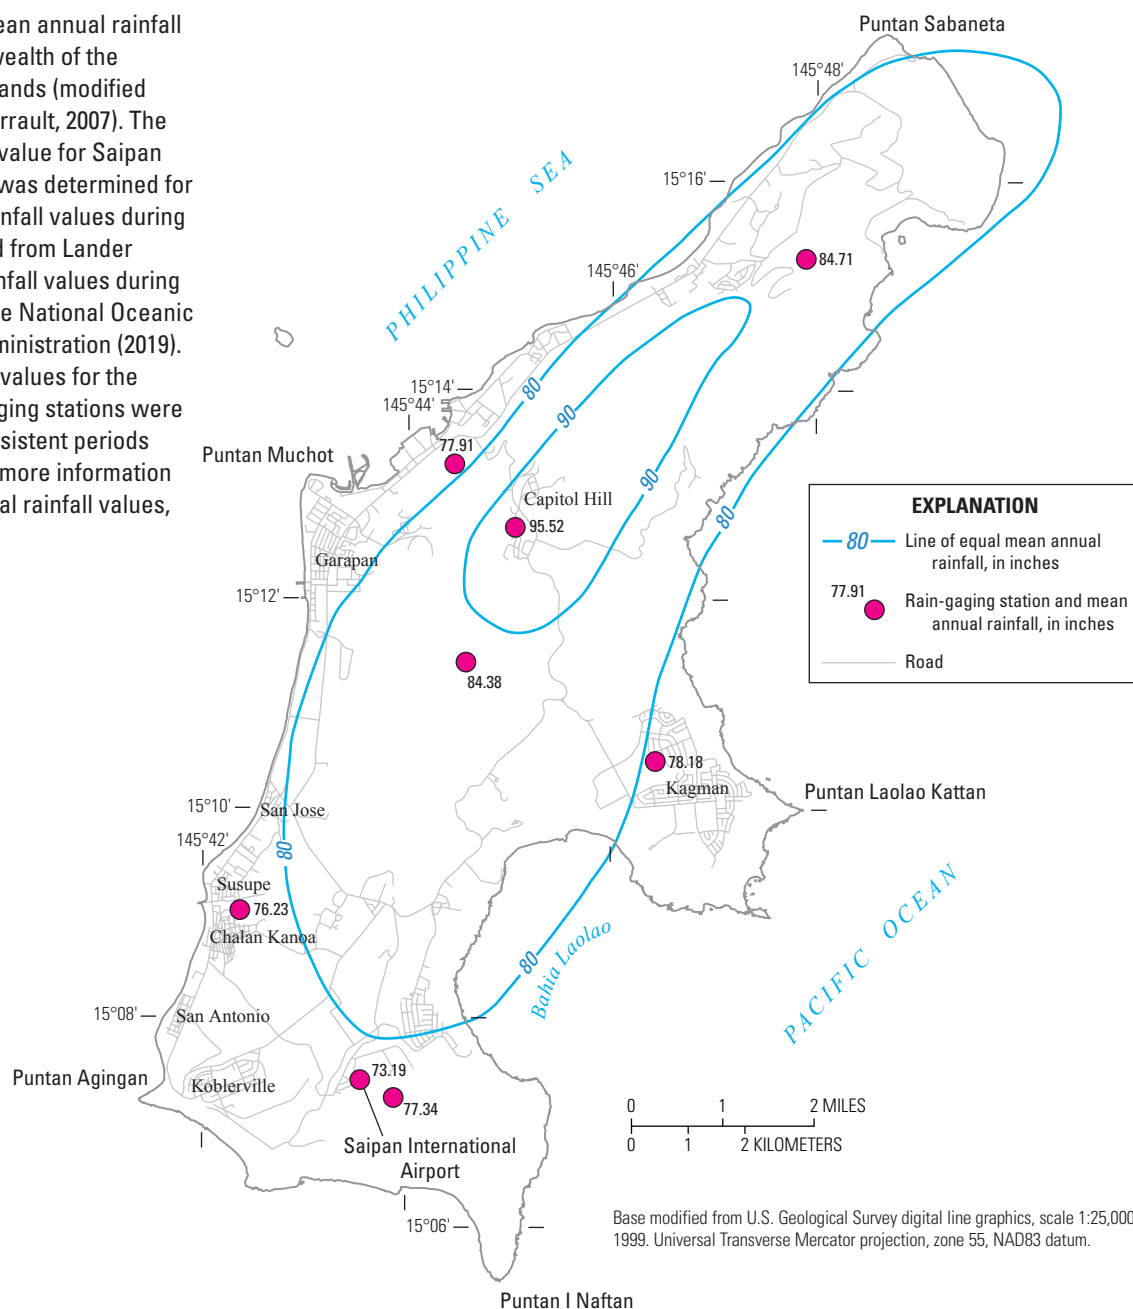 ean annual rainfall
wealth of the
ands (modified
rrault, 2007). The
value for Saipan
was determined for
infall values during
d from Lander
nfall values during
e National Oceanic
ministration (2019).
values for the
ging stations were
sistent periods
more information
al rainfall values,
Puntan Sabaneta
145°48'
15°16'
PHILIPPINE SEA
84.71
145°46'
15°14'
145°44'
80
90
77.91
Puntan Muchot
90
Capitol Hill
95.52
80
Garapan
15°12'
84.38
78.18
Kagman
Puntan Laolao Kattan
15°10'
San Jose
145°42'
80
Susupe
76.23
Chalan Kanoa
80
Bahia Laolao
PACIFIC OCEAN
15°08'
San Antonio
Puntan Agingan
Koblerville
73.19
77.34
Saipan International
Airport
15°06'
Puntan I Naftan
EXPLANATION
80 Line of equal mean annual
rainfall, in inches
77.91
Rain-gaging station and mean
annual rainfall, in inches
Road
0 1 2 MILES
0 1 2 KILOMETERS
Base modified from U.S. Geological Survey digital line graphics, scale 1:25,000
1999. Universal Transverse Mercator projection, zone 55, NAD83 datum.